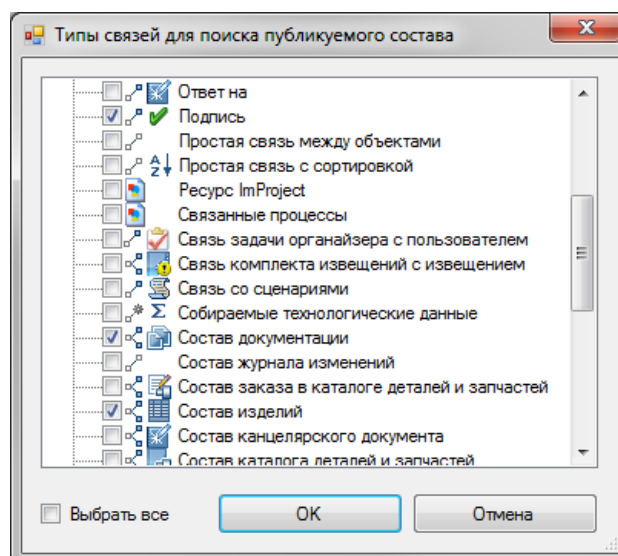 Типы связей для поиска публикуемого состава
Ответ на
Подпись
Простая связь между объектами
Простая связь с сортировкой
Ресурс ImProject
Связанные процессы
Связь задачи органайзера с пользователем
Связь комплекта извещений с извещением
Связь со сценариями
Собираемые технологические данные
Состав документации
Состав журнала изменений
Состав заказа в каталоге деталей и запчастей
Состав изделий
Состав канцелярского документа
Состав каталога деталей и запчастей
Выбрать все
OK
Отмена